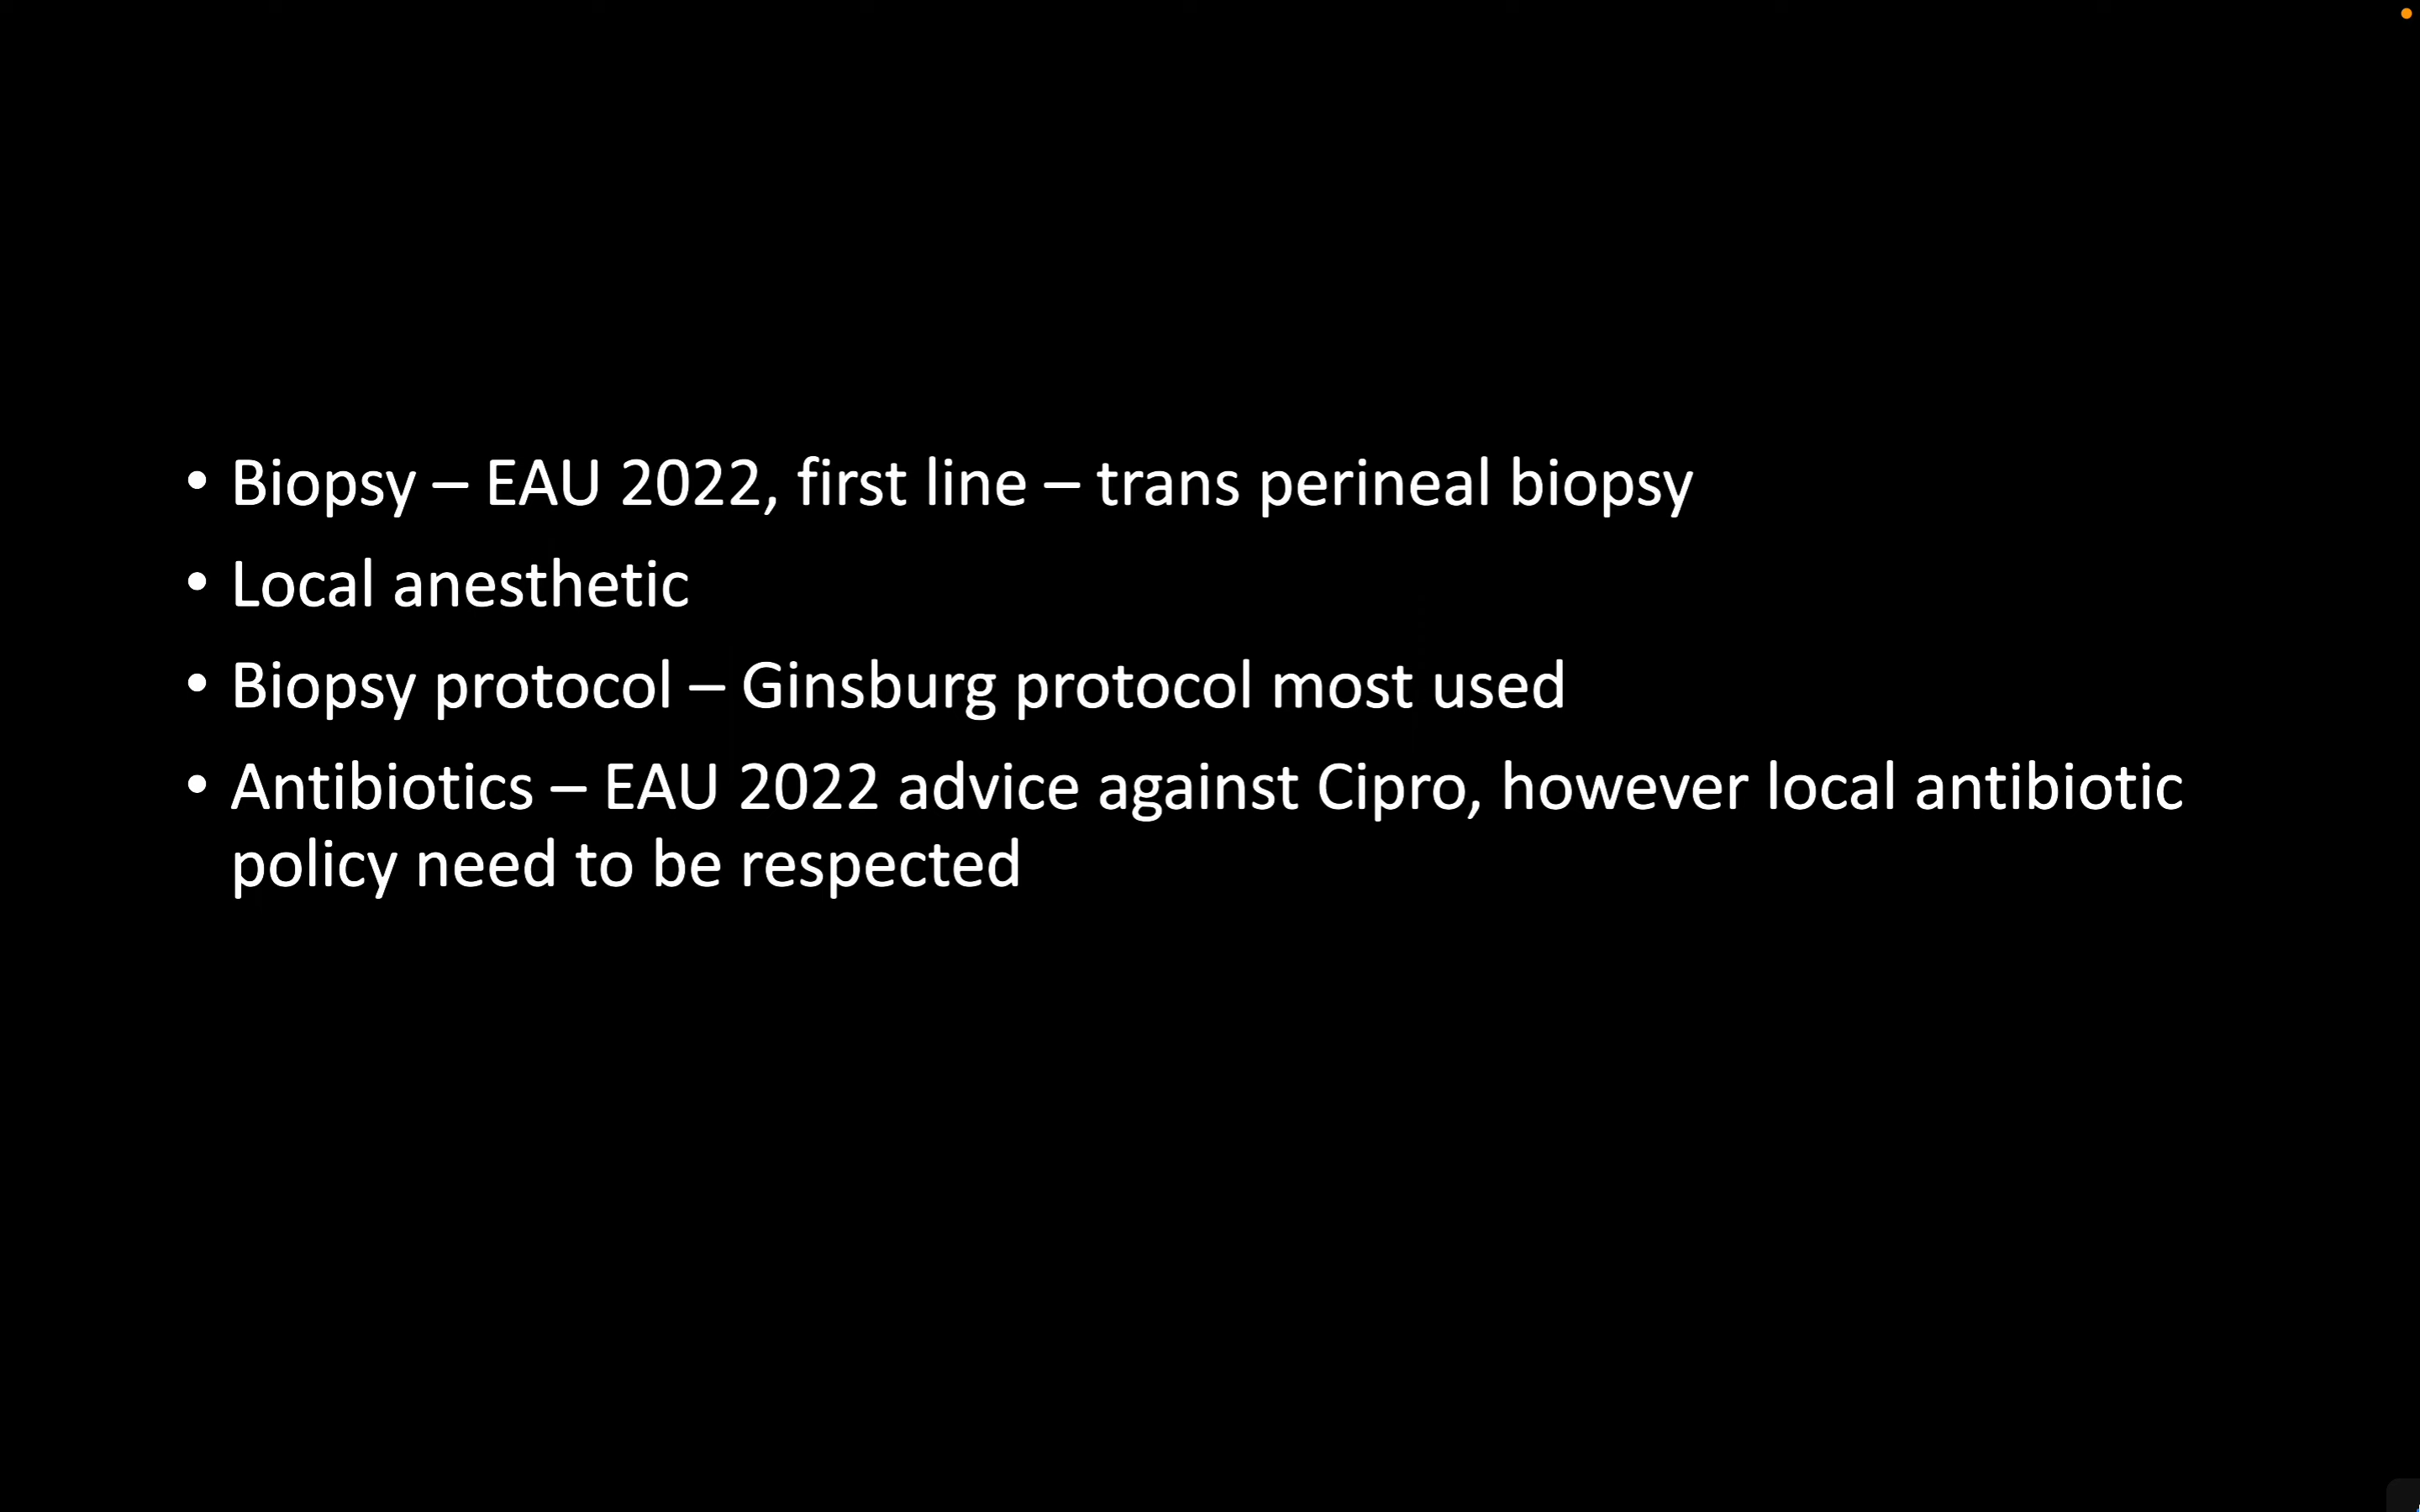 • Biopsy – EAU 2022, first line – trans perineal biopsy
• Local anesthetic
• Biopsy protocol – Ginsburg protocol most used
• Antibiotics – EAU 2022 advice against Cipro, however local antibiotic
policy need to be respected